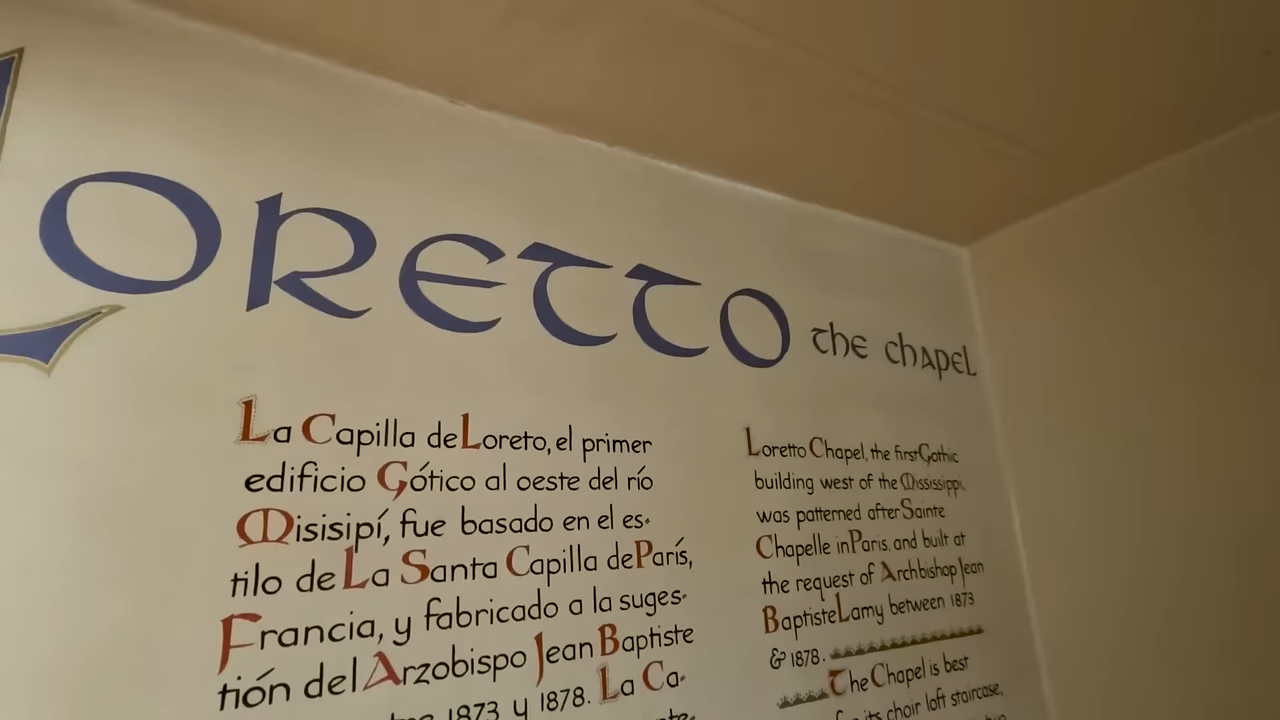 LORETTO the chapel
La Capilla de Loreto, el primer
edificio Gótico al oeste del río
Misisipí, fue basado en el es-
tilo de La Santa Capilla de París,
Francia, y fabricado a la suges-
tión del Arzobispo Jean Baptiste
1873 y 1878. La Ca-
Loretto Chapel, the first Gothic
building west of the Mississippi,
was patterned after Sainte
Chapelle in Paris, and built at
the request of Archbishop Jean
Baptiste Lamy between 1873
& 1878.
The Chapel is best
its choir loft staircase,